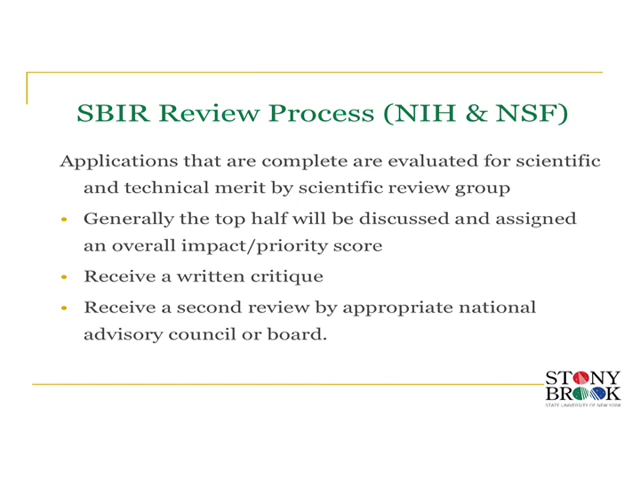 SBIR Review Process (NIH & NSF)
Applications that are complete are evaluated for scientific
and technical merit by scientific review group
• Generally the top half will be discussed and assigned
an overall impact/priority score
• Receive a written critique
• Receive a second review by appropriate national
advisory council or board.
STONY
BROOK
STATE UNIVERSITY OF NEW YORK